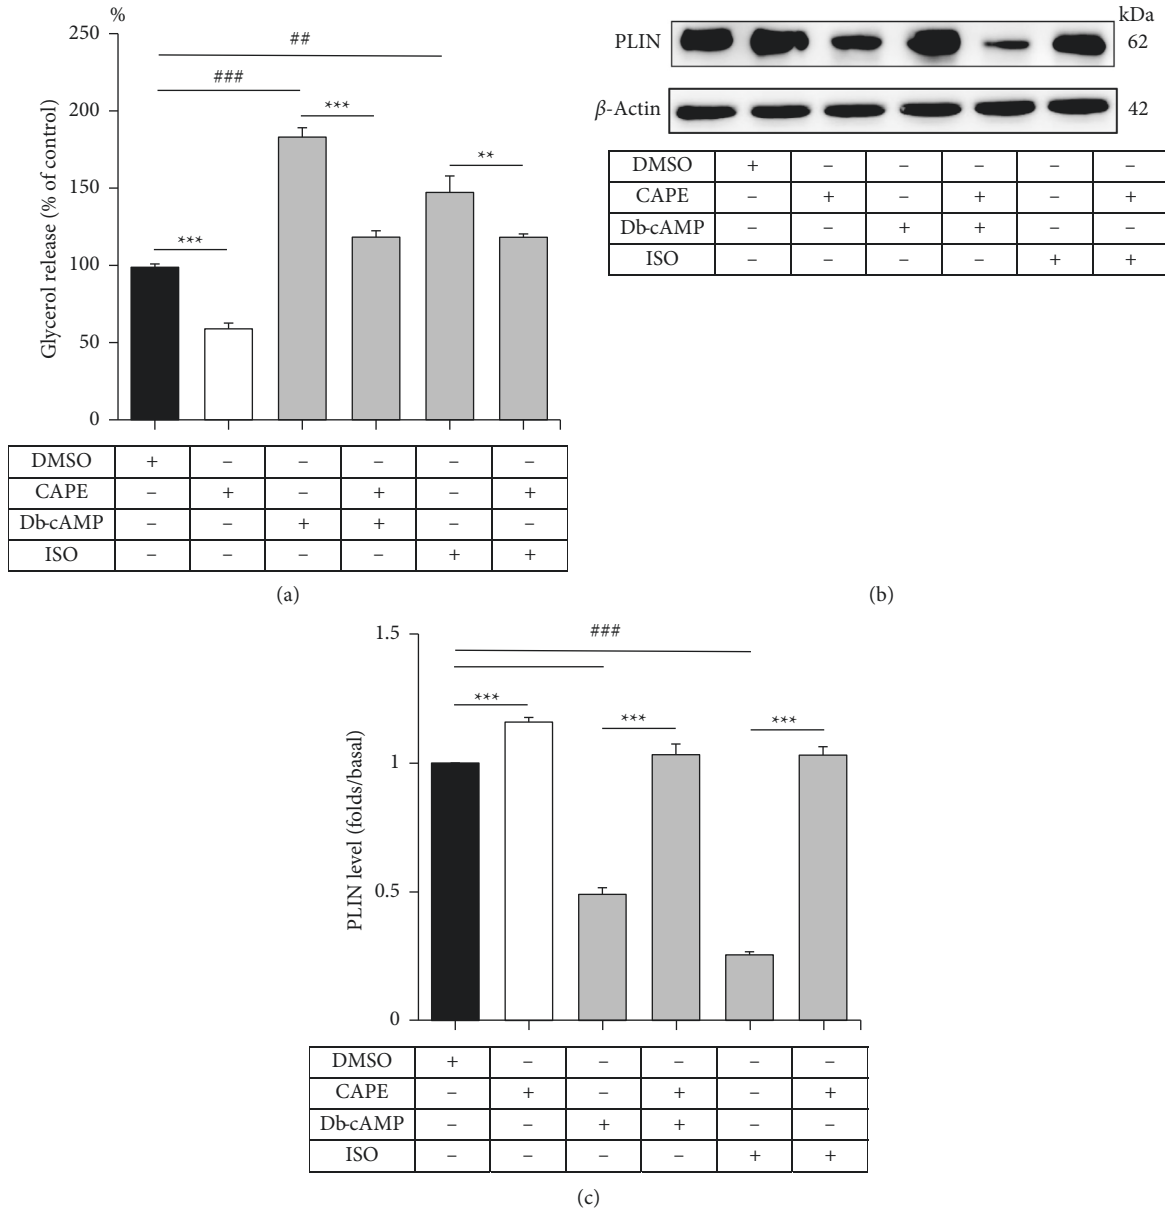 %
250
200
150
100
50
0
Glycerol release (% of control)
##
###
***
**
***
DMSO + – – – – –
CAPE – + – + – +
Db-cAMP – – + + – –
ISO – – – – + +
(a)
kDa
PLIN 62
β-Actin 42
DMSO + – – – – –
CAPE – + – + – +
Db-cAMP – – + + – –
ISO – – – – + +
(b)
1.5
1
0.5
0
PLIN level (folds/basal)
###
***
***
***
DMSO + – – – – –
CAPE – + – + – +
Db-cAMP – – + + – –
ISO – – – – + +
(c)